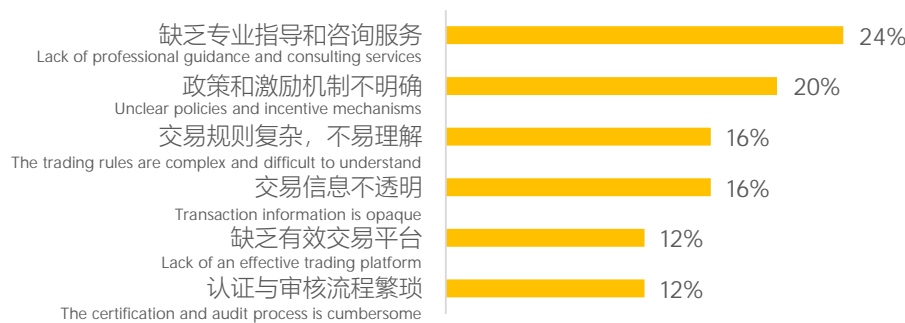 缺乏专业指导和咨询服务
Lack of professional guidance and consulting services
24%
政策和激励机制不明确
Unclear policies and incentive mechanisms
20%
交易规则复杂，不易理解
The trading rules are complex and difficult to understand
16%
交易信息不透明
Transaction information is opaque
16%
缺乏有效交易平台
Lack of an effective trading platform
12%
认证与审核流程繁琐
The certification and audit process is cumbersome
12%